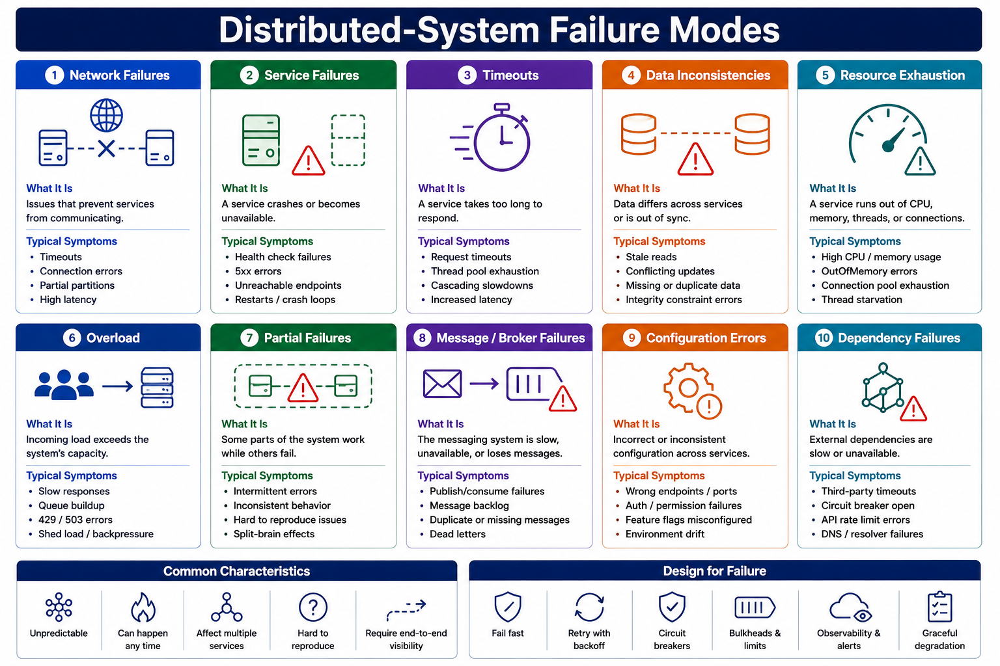 Distributed-System Failure Modes
1 Network Failures
What It Is
Issues that prevent services
from communicating.
Typical Symptoms
• Timeouts
• Connection errors
• Partial partitions
• High latency
2 Service Failures
What It Is
A service crashes or becomes
unavailable.
Typical Symptoms
• Health check failures
• 5xx errors
• Unreachable endpoints
• Restarts / crash loops
3 Timeouts
What It Is
A service takes too long to
respond.
Typical Symptoms
• Request timeouts
• Thread pool exhaustion
• Cascading slowdowns
• Increased latency
4 Data Inconsistencies
What It Is
Data differs across services
or is out of sync.
Typical Symptoms
• Stale reads
• Conflicting updates
• Missing or duplicate data
• Integrity constraint errors
5 Resource Exhaustion
What It Is
A service runs out of CPU,
memory, threads, or connections.
Typical Symptoms
• High CPU / memory usage
• OutOfMemory errors
• Connection pool exhaustion
• Thread starvation
6 Overload
What It Is
Incoming load exceeds the
system's capacity.
Typical Symptoms
• Slow responses
• Queue buildup
• 429 / 503 errors
• Shed load / backpressure
7 Partial Failures
What It Is
Some parts of the system work
while others fail.
Typical Symptoms
• Intermittent errors
• Inconsistent behavior
• Hard to reproduce issues
• Split-brain effects
8 Message / Broker Failures
What It Is
The messaging system is slow,
unavailable, or loses messages.
Typical Symptoms
• Publish/consume failures
• Message backlog
• Duplicate or missing messages
• Dead letters
9 Configuration Errors
What It Is
Incorrect or inconsistent
configuration across services.
Typical Symptoms
• Wrong endpoints / ports
• Auth / permission failures
• Feature flags misconfigured
• Environment drift
10 Dependency Failures
What It Is
External dependencies are
slow or unavailable.
Typical Symptoms
• Third-party timeouts
• Circuit breaker open
• API rate limit errors
• DNS / resolver failures
Common Characteristics
Unpredictable
Can happen
any time
Affect multiple
services
Hard to
reproduce
Require end-to-end
visibility
Design for Failure
Fail fast
Retry with
backoff
Circuit
breakers
Bulkheads &
limits
Observability &
alerts
Graceful
degradation